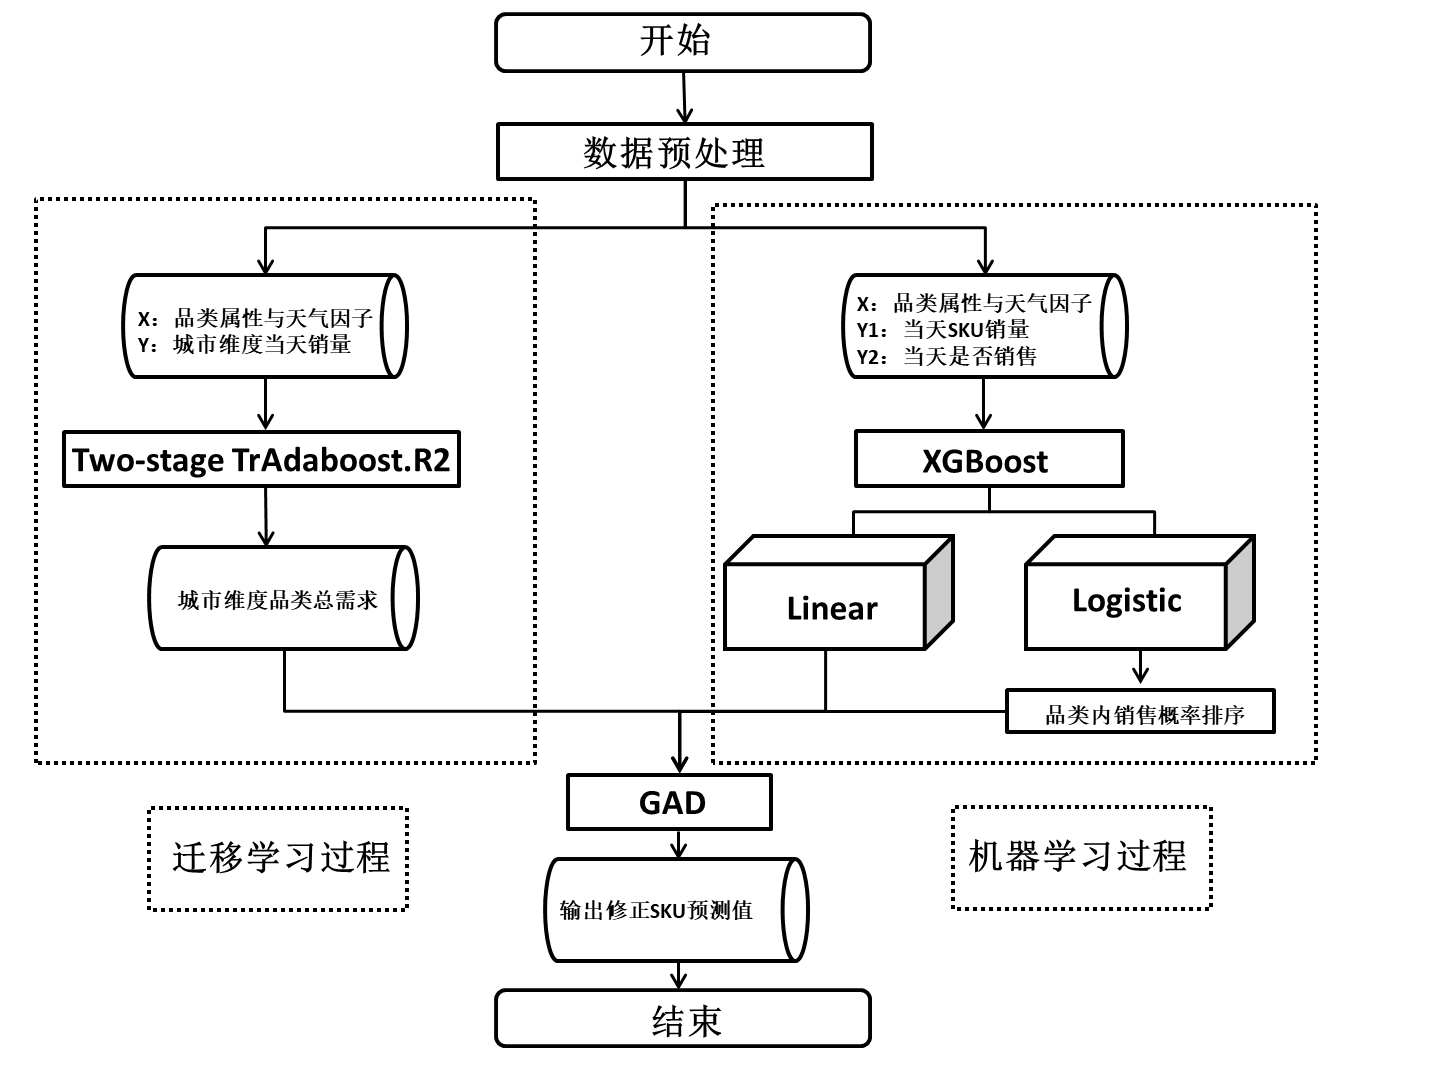 开始
数据预处理
X：品类属性与天气因子
Y：城市维度当天销量
Two-stage TrAdaboost.R2
城市维度品类总需求
X：品类属性与天气因子
Y1：当天SKU销量
Y2：当天是否销售
XGBoost
Linear
Logistic
品类内销售概率排序
GAD
迁移学习过程
机器学习过程
输出修正SKU预测值
结束